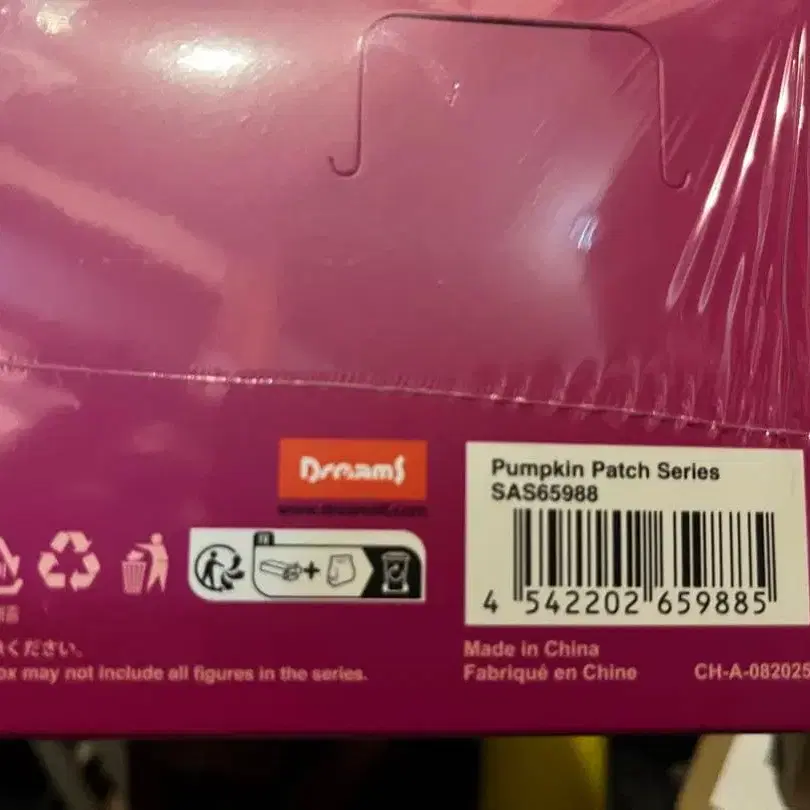 DreamS
Pumpkin Patch Series
SAS65988
4 542202 659885
ください。
ox may not include all figures in the series.
Made in China
Fabriqué en Chine
CH-A-082025